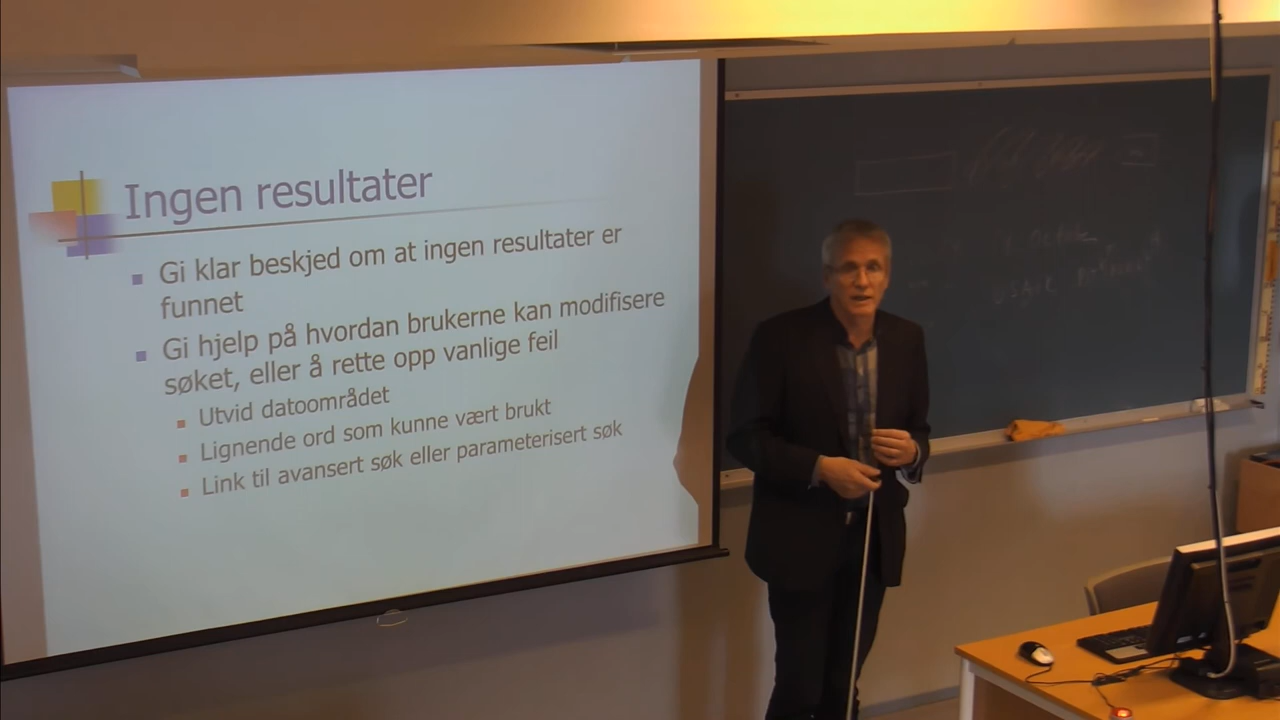 Ingen resultater
Gi klar beskjed om at ingen resultater er
funnet
Gi hjelp på hvordan brukerne kan modifisere
søket, eller å rette opp vanlige feil
Utvid datoområdet
Lignende ord som kunne vært brukt
Link til avansert søk eller parameterisert søk